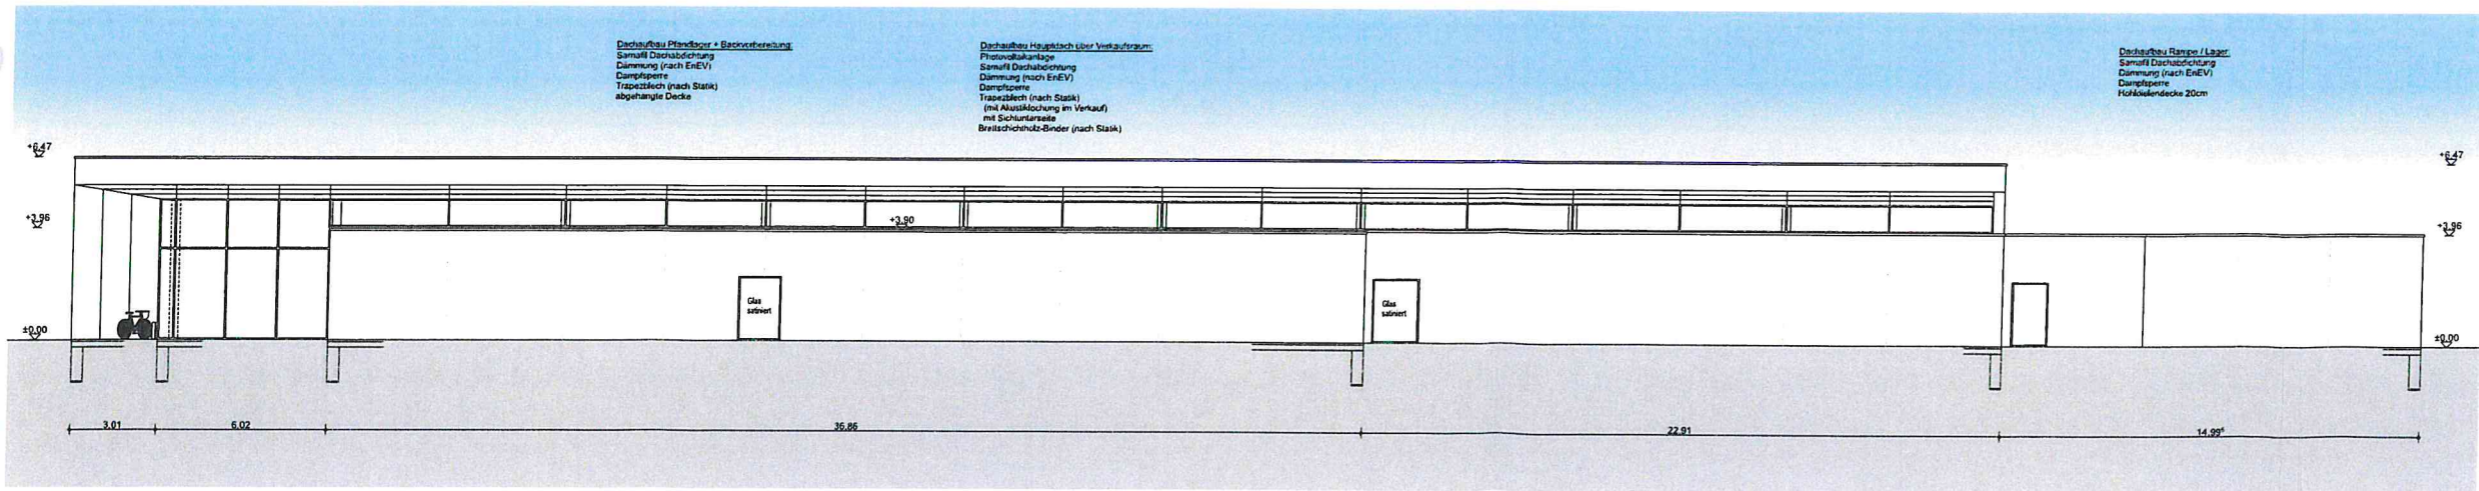 Dachaufbau Pfandlager + Backvorbereitung:
Sarnafil Dachabdichtung
Dämmung (nach EnEV)
Dampfsperre
Trapezblech (nach Statik)
abgehängte Decke
Dachaufbau Hauptdach über Verkaufsraum:
Photovoltaikanlage
Sarnafil Dachabdichtung
Dämmung (nach EnEV)
Dampfsperre
Trapezblech (nach Statik)
(mit Akustiklochung im Verkauf)
mit Sichtunterseite
Brettschichtholz-Binder (nach Statik)
Dachaufbau Rampe / Lager:
Sarnafil Dachabdichtung
Dämmung (nach EnEV)
Dampfsperre
Hohldielendecke 20cm
+6.47
+6.47
+3.96
+3.90
+3.96
Glas
satiniert
Glas
satiniert
±0.00
±0.00
3.01
6.02
36.86
22.91
14.99⁵